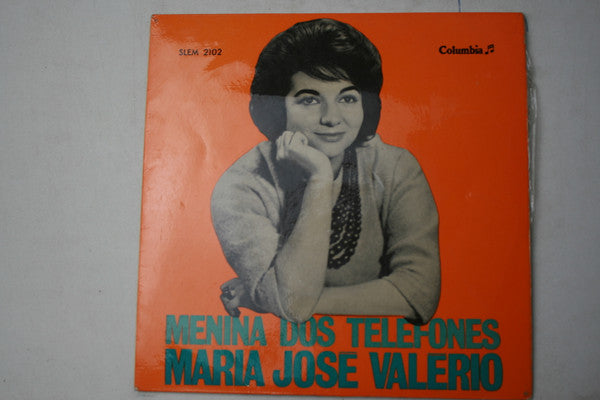 SLEM 2102
Columbia
MENINA DOS TELEFONES
MARIA JOSE VALERIO